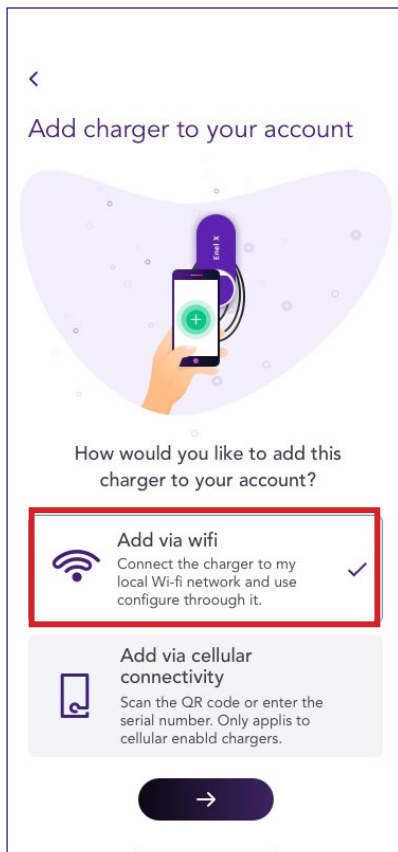 Add charger to your account
Enel X
How would you like to add this
charger to your account?
Add via wifi
Connect the charger to my
local Wi-fi network and use
configure throough it.
Add via cellular
connectivity
Scan the QR code or enter the
serial number. Only applis to
cellular enabld chargers.